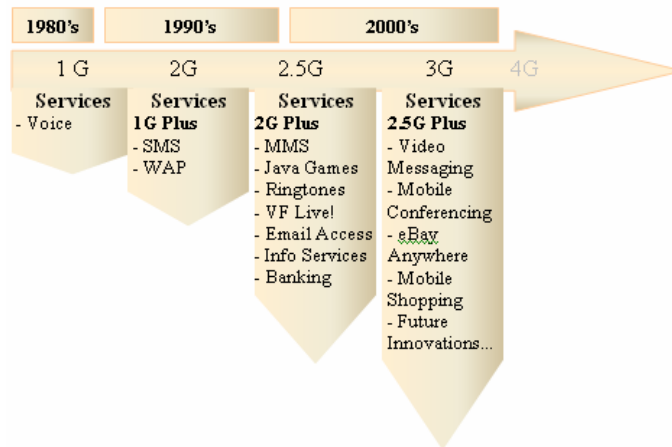 1980's
1990's
2000's
1 G
2G
2.5G
3G
4G
Services
- Voice
Services
1G Plus
- SMS
- WAP
Services
2G Plus
- MMS
- Java Games
- Ringtones
- VF Live!
- Email Access
- Info Services
- Banking
Services
2.5G Plus
- Video
Messaging
- Mobile
Conferencing
- eBay
Anywhere
- Mobile
Shopping
- Future
Innovations...